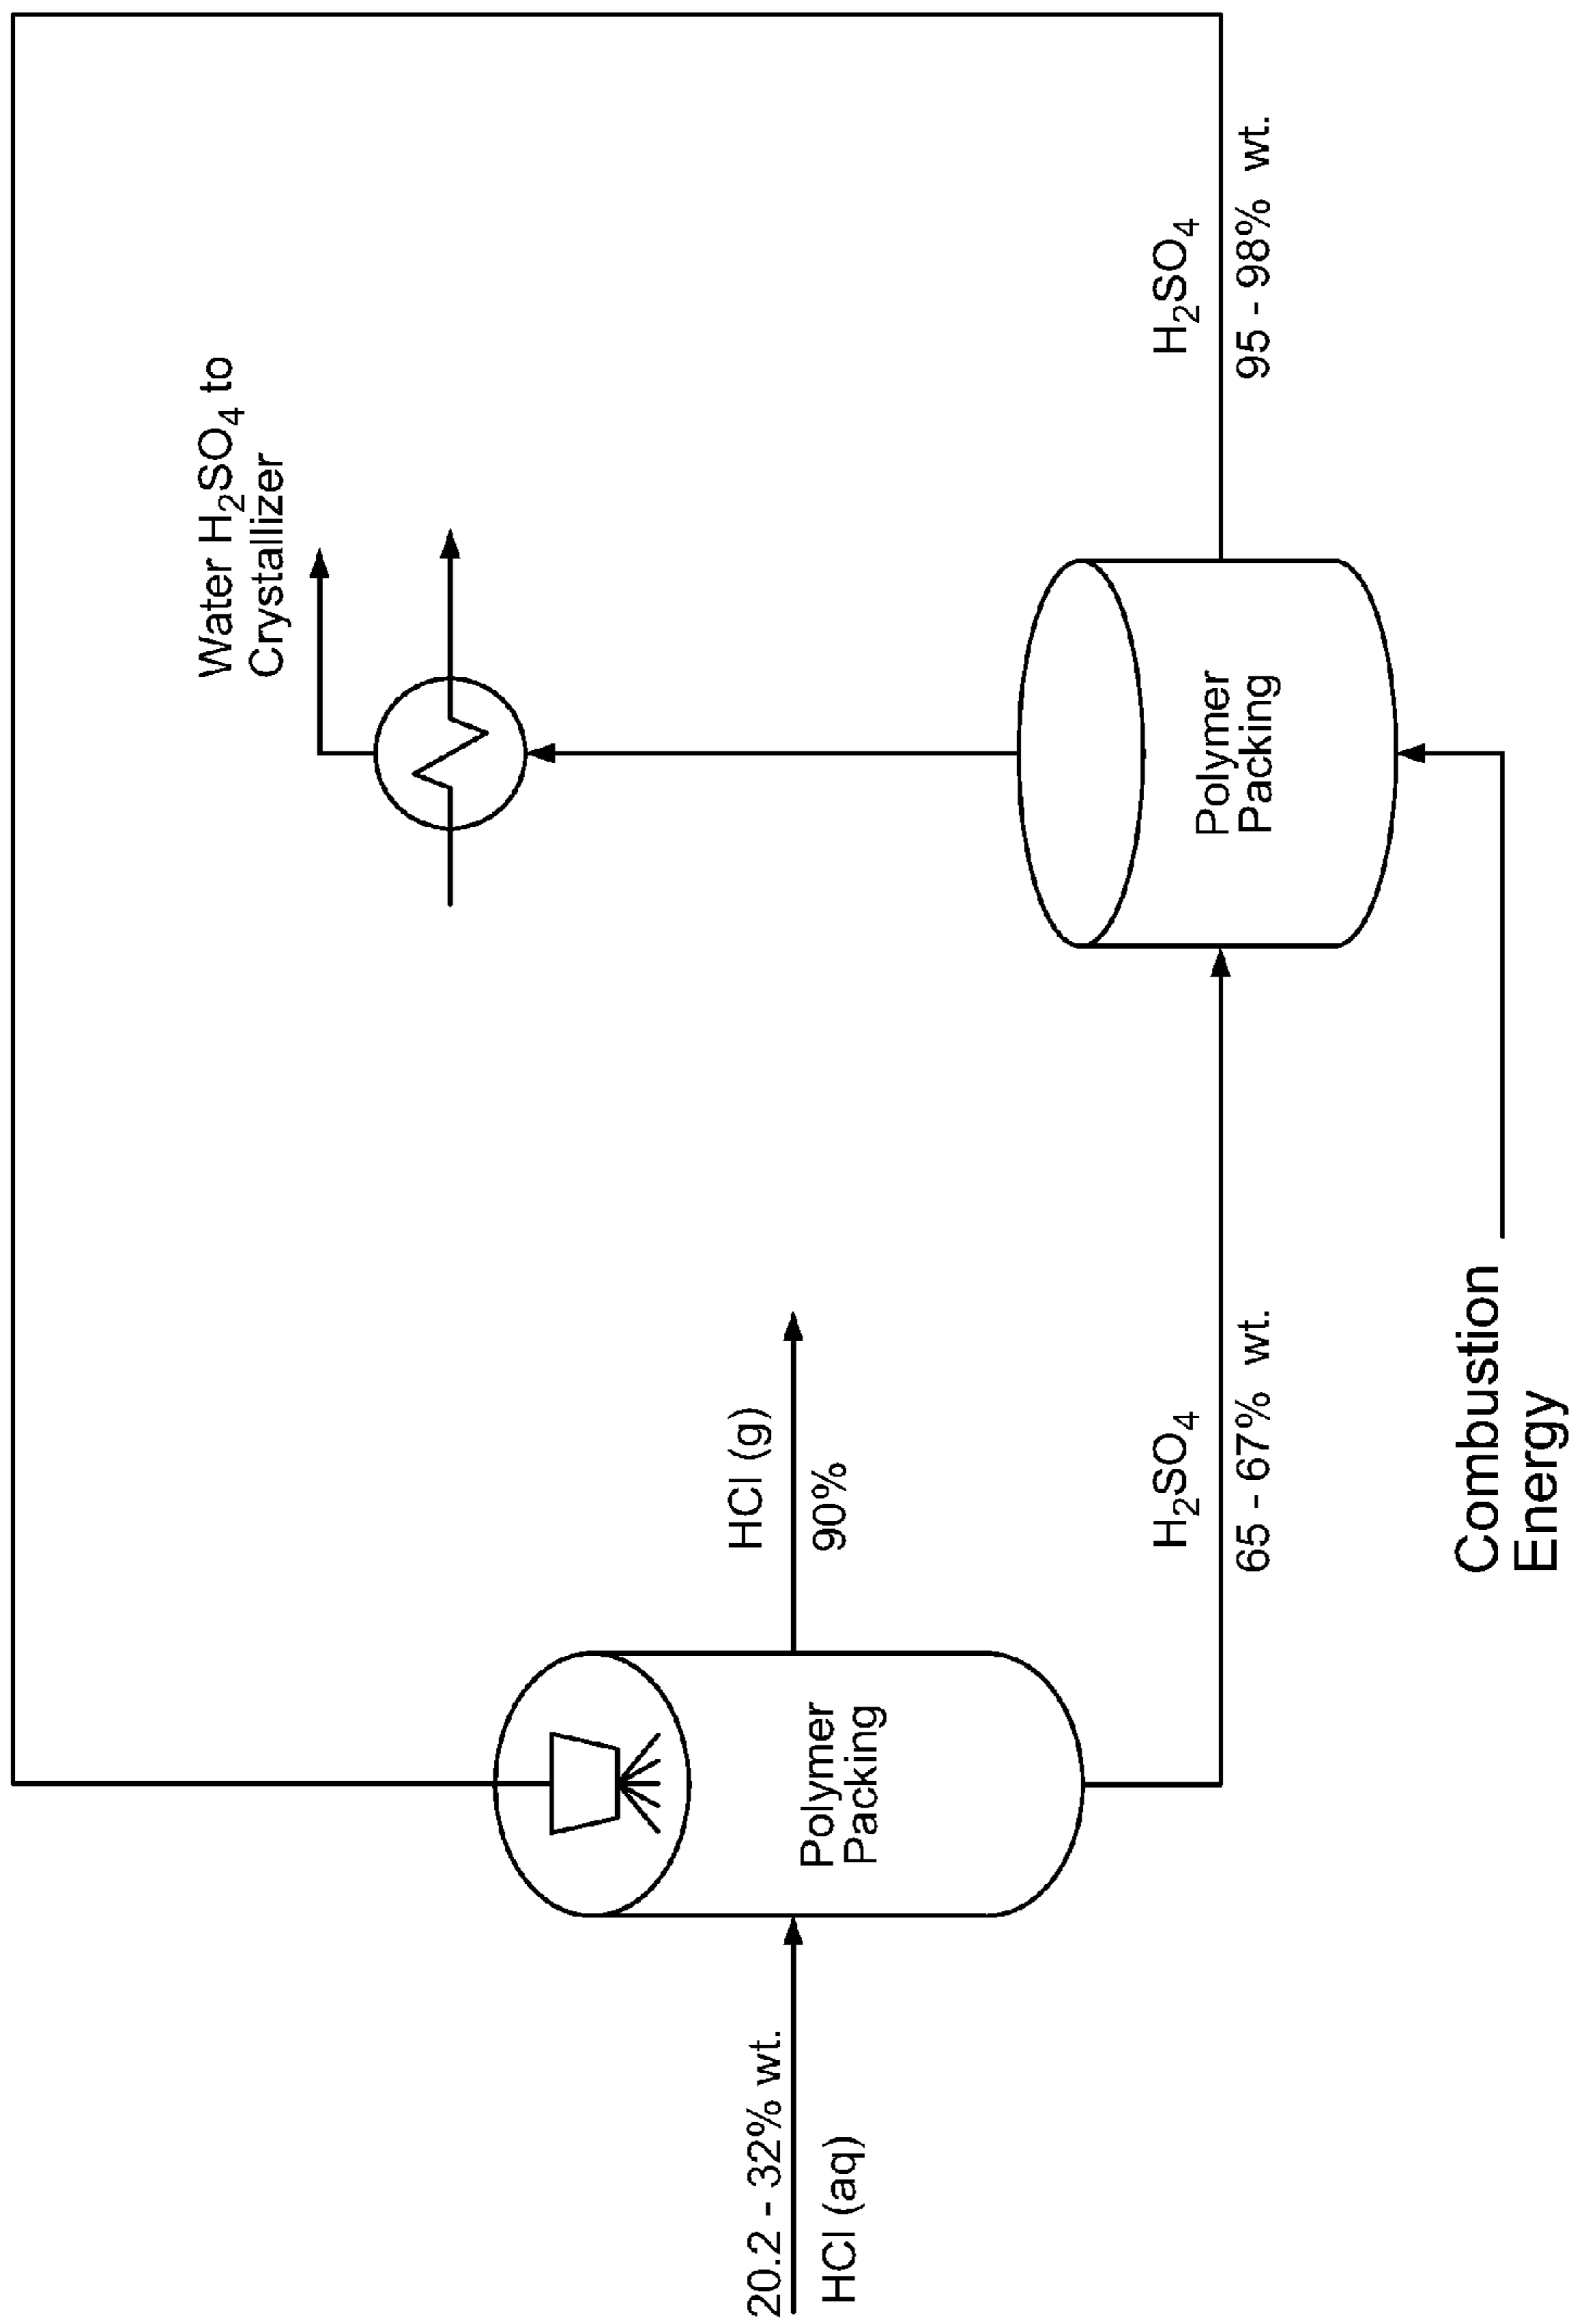 Water H₂SO₄ to
Crystallizer
20.2 - 32% wt.
HCl (aq)
Polymer
Packing
HCl (g)
90%
H₂SO₄
65 - 67% wt.
Polymer
Packing
H₂SO₄
95 - 98% wt.
Combustion
Energy